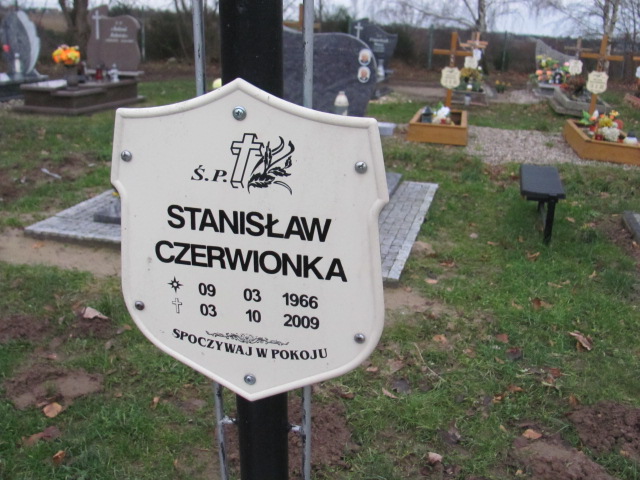 Ś.P.
STANISŁAW
CZERWIONKA
09 03 1966
03 10 2009
SPOCZYWAJ W POKOJU